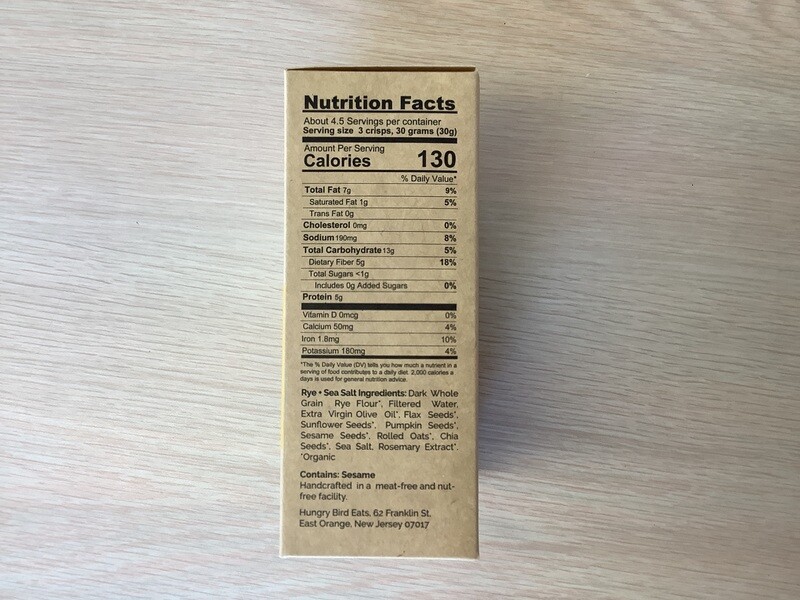 Nutrition Facts
About 4.5 Servings per container
Serving size 3 crisps, 30 grams (30g)
Amount Per Serving
Calories 130
% Daily Value*
Total Fat 7g 9%
Saturated Fat 1g 5%
Trans Fat 0g
Cholesterol 0mg 0%
Sodium 190mg 8%
Total Carbohydrate 13g 5%
Dietary Fiber 5g 18%
Total Sugars <1g
Includes 0g Added Sugars 0%
Protein 5g
Vitamin D 0mcg 0%
Calcium 50mg 4%
Iron 1.8mg 10%
Potassium 180mg 4%
*The % Daily Value (DV) tells you how much a nutrient in a
serving of food contributes to a daily diet. 2,000 calories a
days is used for general nutrition advice.
Rye • Sea Salt Ingredients: Dark Whole
Grain Rye Flour*, Filtered Water,
Extra Virgin Olive Oil*, Flax Seeds*,
Sunflower Seeds*, Pumpkin Seeds*,
Sesame Seeds*, Rolled Oats*, Chia
Seeds*, Sea Salt, Rosemary Extract*.
*Organic
Contains: Sesame
Handcrafted in a meat-free and nut-
free facility.
Hungry Bird Eats, 62 Franklin St.
East Orange, New Jersey 07017